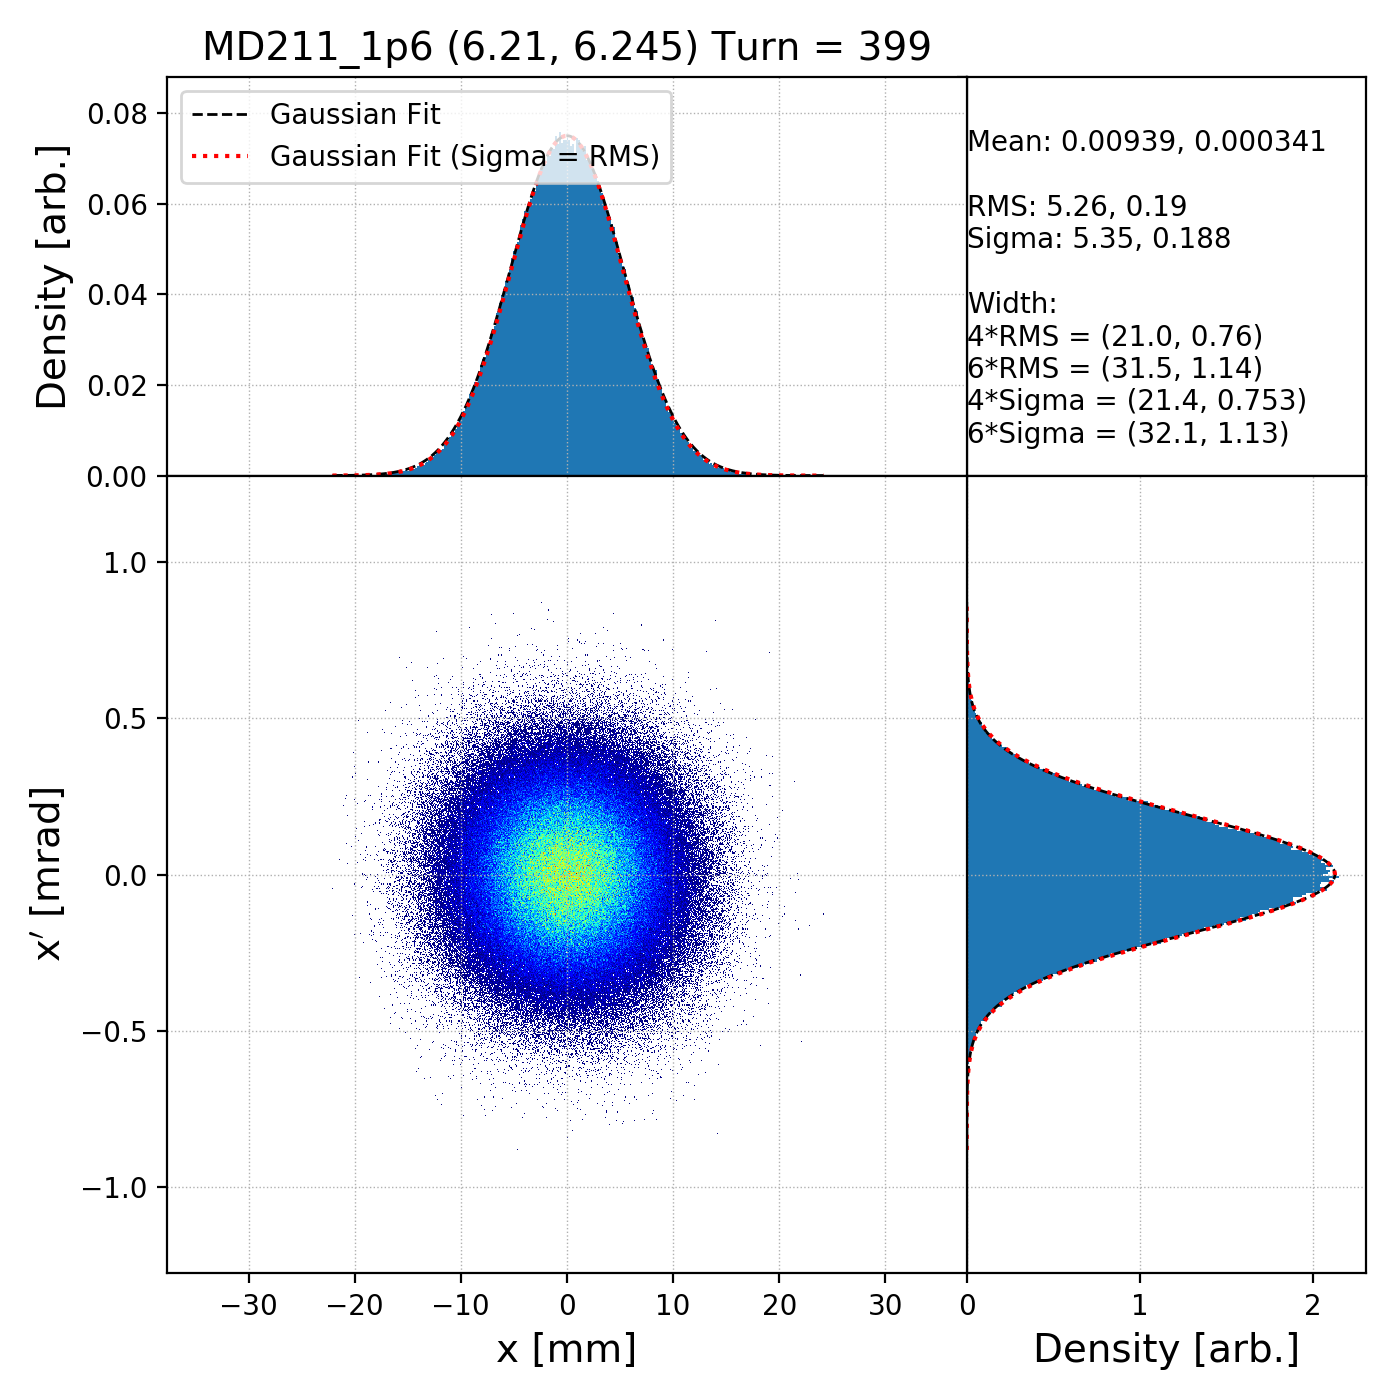 MD211_1p6 (6.21, 6.245) Turn = 399
Density [arb.]
0.08
0.06
0.04
0.02
0.00
Gaussian Fit
Gaussian Fit (Sigma = RMS)
Mean: 0.00939, 0.000341
RMS: 5.26, 0.19
Sigma: 5.35, 0.188
Width:
4*RMS = (21.0, 0.76)
6*RMS = (31.5, 1.14)
4*Sigma = (21.4, 0.753)
6*Sigma = (32.1, 1.13)
x′ [mrad]
1.0
0.5
0.0
−0.5
−1.0
−30 −20 −10 0 10 20 30
x [mm]
0 1 2
Density [arb.]